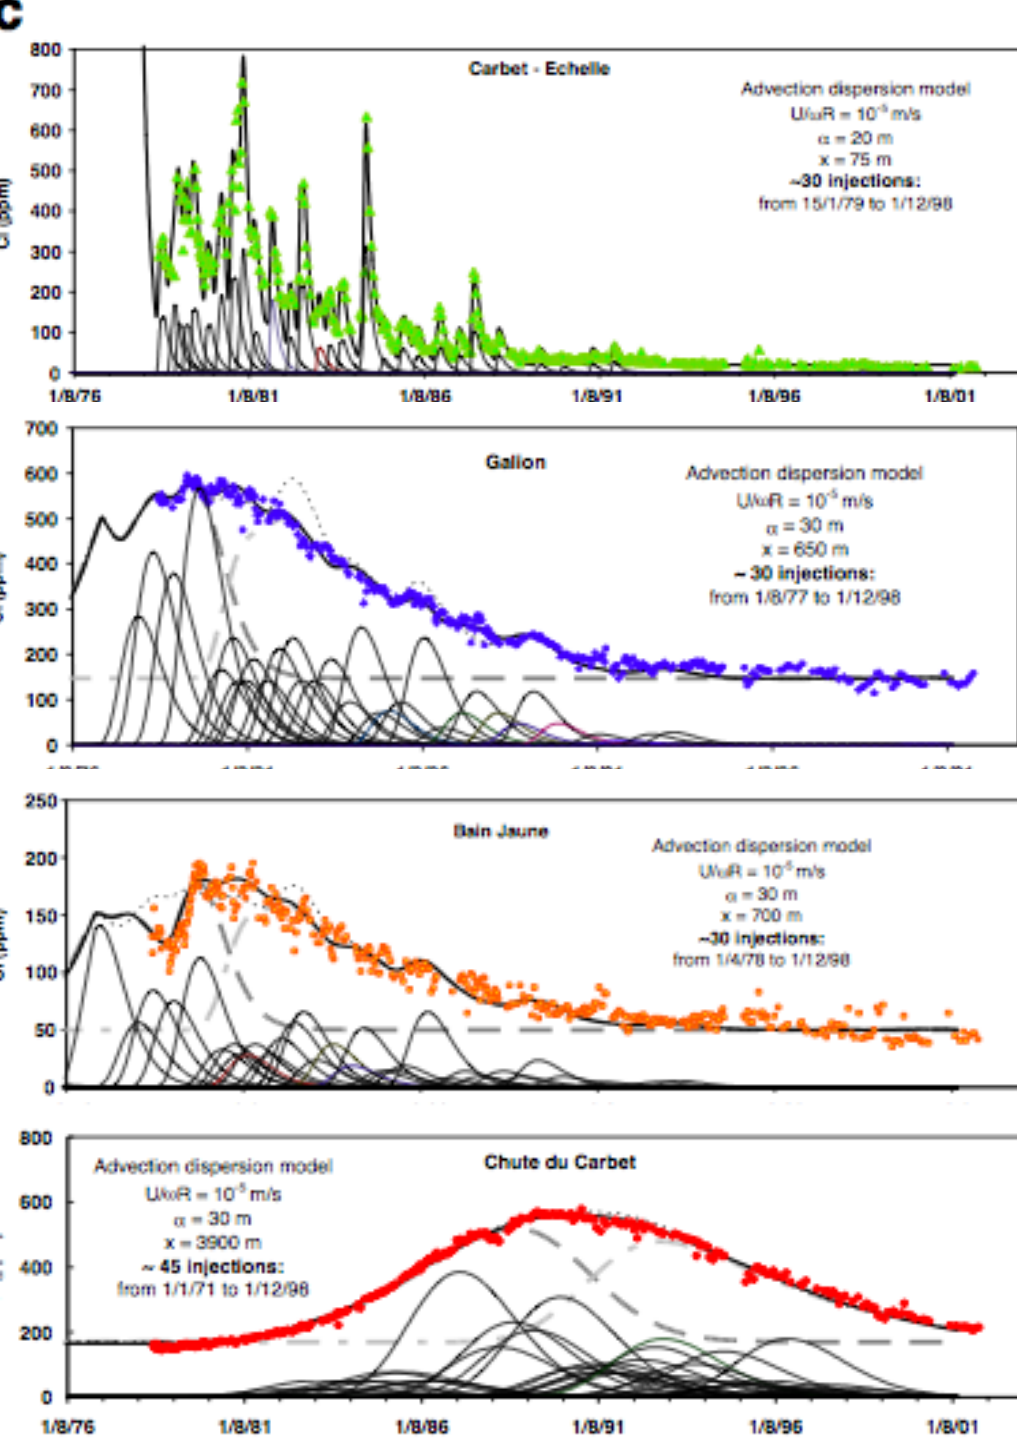 c
Carbet - Echelle
Advection dispersion model
U/ωR = 10⁻⁵ m/s
α = 20 m
x = 75 m
~30 injections:
from 15/1/79 to 1/12/98
Cl (ppm)
800
700
600
500
400
300
200
100
0
1/8/76 1/8/81 1/8/86 1/8/91 1/8/96 1/8/01
Galion
Advection dispersion model
U/ωR = 10⁻⁵ m/s
α = 30 m
x = 650 m
~ 30 injections:
from 1/8/77 to 1/12/98
700
600
500
400
300
200
100
0
Bain Jaune
Advection dispersion model
U/ωR = 10⁻⁵ m/s
α = 30 m
x = 700 m
~30 injections:
from 1/4/78 to 1/12/98
(ppm)
250
200
150
100
50
0
Chute du Carbet
Advection dispersion model
U/ωR = 10⁻⁵ m/s
α = 30 m
x = 3900 m
~ 45 injections:
from 1/1/71 to 1/12/98
800
600
400
200
0
1/8/76 1/8/81 1/8/86 1/8/91 1/8/96 1/8/01